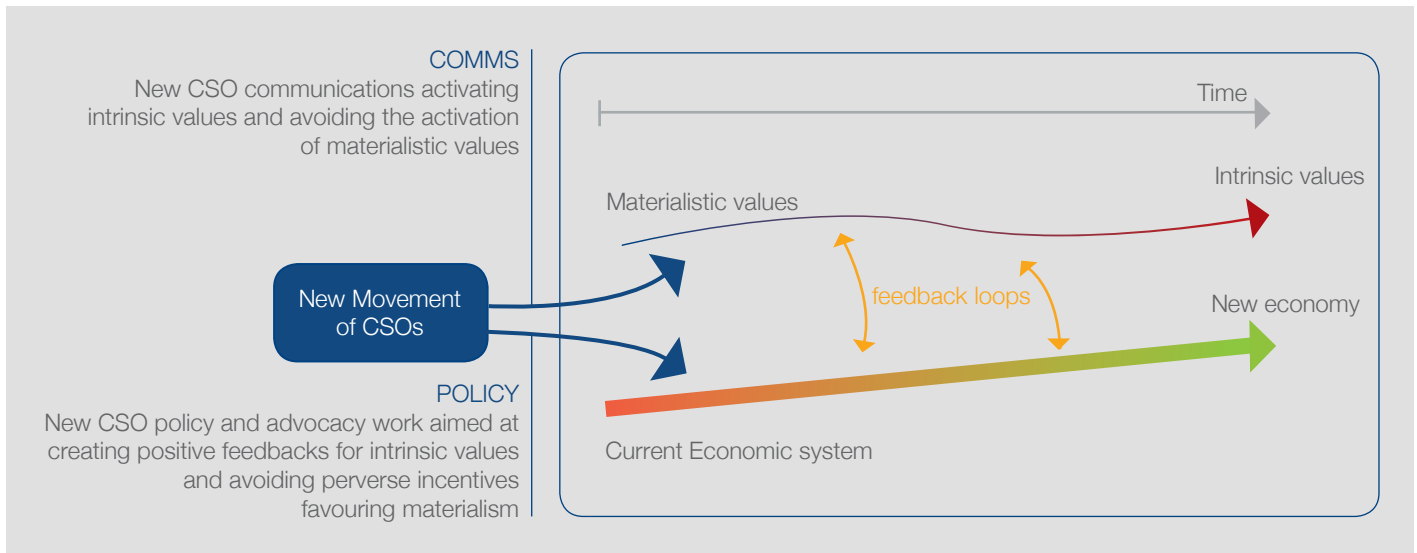 COMMS
New CSO communications activating
intrinsic values and avoiding the activation
of materialistic values
New Movement
of CSOs
POLICY
New CSO policy and advocacy work aimed at
creating positive feedbacks for intrinsic values
and avoiding perverse incentives
favouring materialism
Time
Intrinsic values
Materialistic values
feedback loops
New economy
Current Economic system